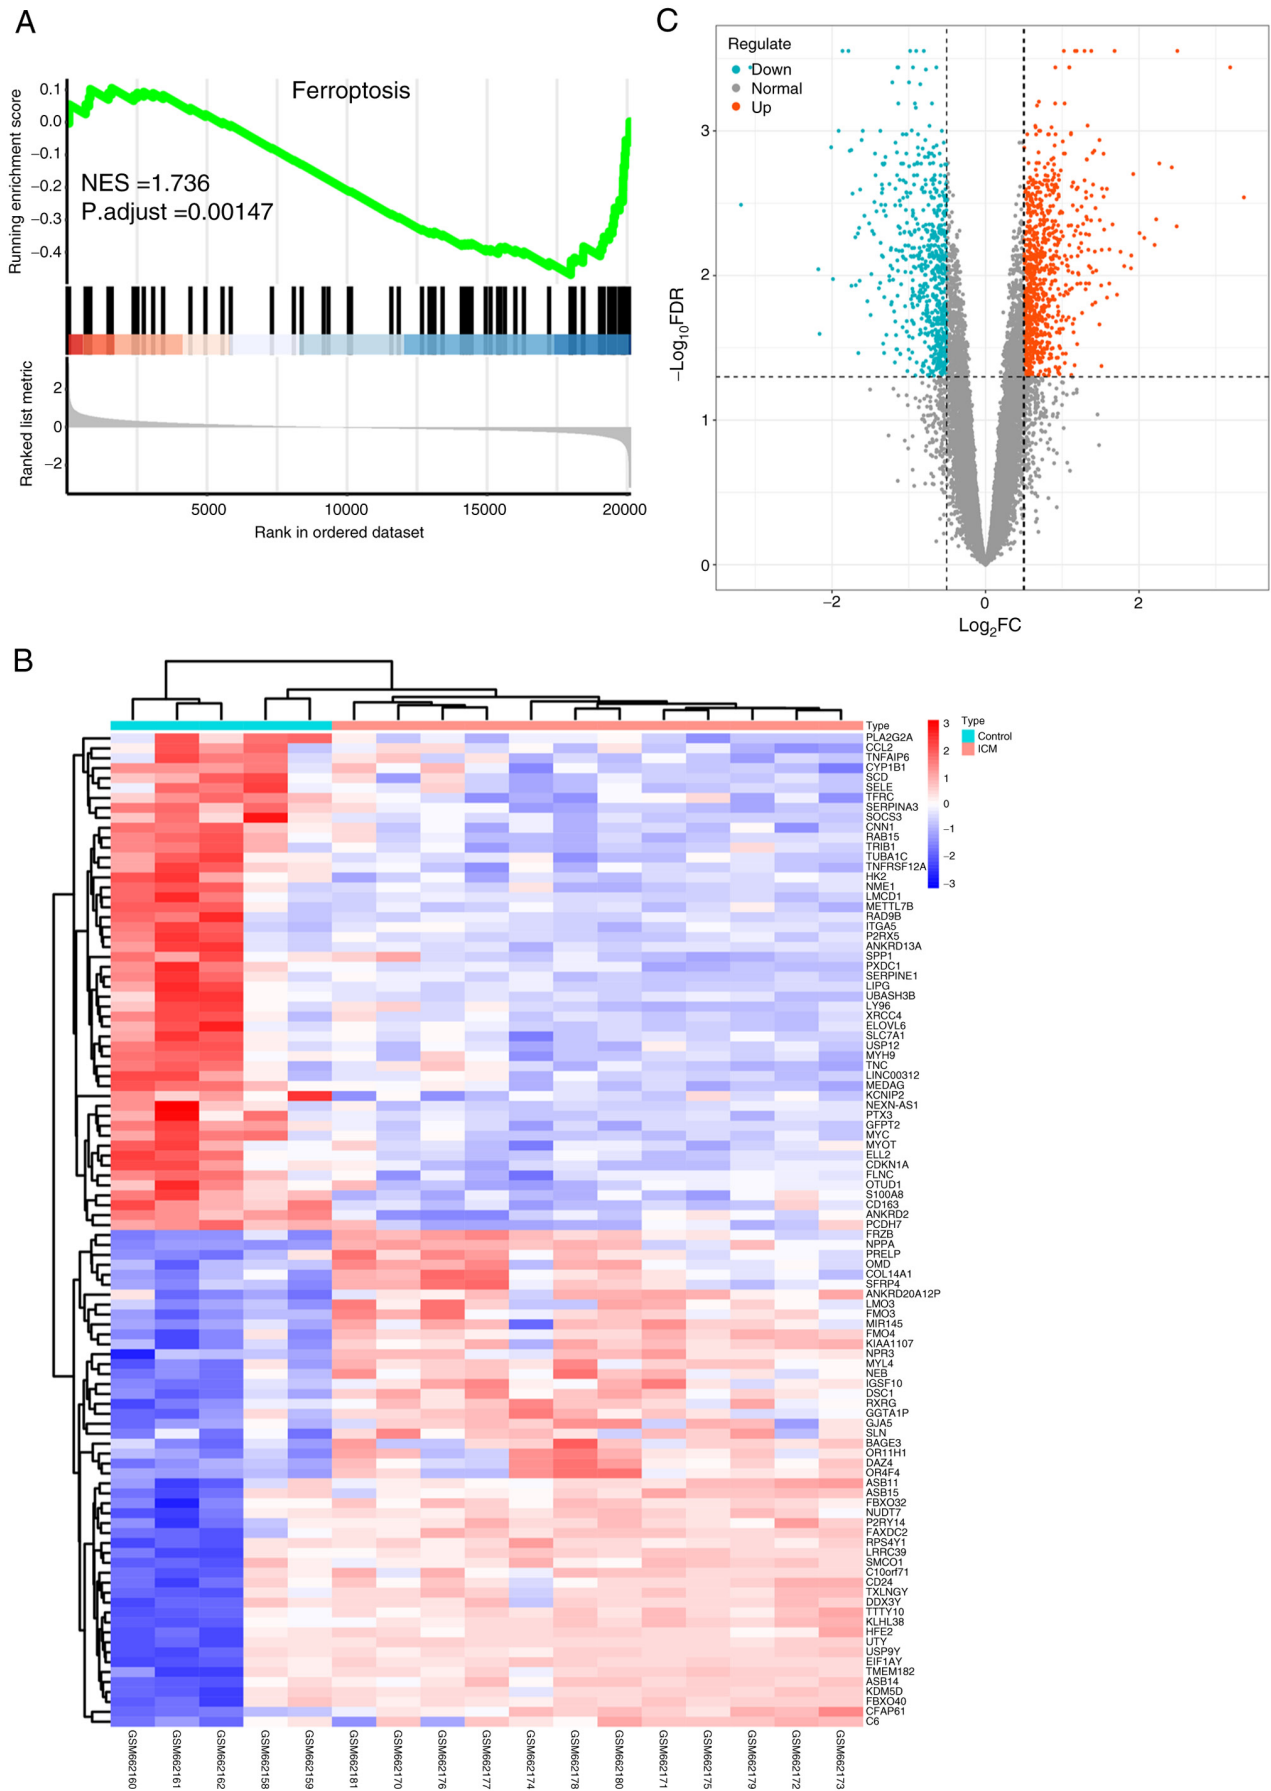 A
Ferroptosis
Running enrichment score
0.1
0.0
−0.1
−0.2
−0.3
−0.4
NES =1.736
P.adjust =0.00147
Ranked list metric
2
0
−2
5000
10000
15000
20000
Rank in ordered dataset
C
Regulate
Down
Normal
Up
−Log10FDR
3
2
1
0
−2
0
2
Log2FC
B
Type
PLA2G2A
CCL2
TNFAIP6
CYP1B1
SCD
SELE
TFRC
SERPINA3
SOCS3
CNN1
RAB15
TRIB1
TUBA1C
TNFRSF12A
HK2
NME1
LMCD1
METTL7B
RAD9B
ITGA5
P2RX5
ANKRD13A
SPP1
PXDC1
SERPINE1
LIPG
UBASH3B
LY96
XRCC4
ELOVL6
SLC7A1
USP12
MYH9
TNC
LINC00312
MEDAG
KCNIP2
NEXN-AS1
PTX3
GFPT2
MYC
MYOT
ELL2
CDKN1A
FLNC
OTUD1
S100A8
CD163
ANKRD2
PCDH7
FRZB
NPPA
PRELP
OMD
COL14A1
SFRP4
ANKRD20A12P
LMO3
FMO3
MIR145
FMO4
KIAA1107
NPR3
MYL4
NEB
IGSF10
DSC1
RXRG
GGTA1P
GJA5
SLN
BAGE3
OR11H1
DAZ4
OR4F4
ASB11
ASB15
FBXO32
NUDT7
P2RY14
FAXDC2
RPS4Y1
LRRC39
SMCO1
C10orf71
CD24
TXLNGY
DDX3Y
TTTY10
KLHL38
HFE2
UTY
USP9Y
EIF1AY
TMEM182
ASB14
KDM5D
FBXO40
CFAP61
C6
3
2
1
0
−1
−2
−3
Type
Control
ICM
GSM662160
GSM662161
GSM662162
GSM662158
GSM662159
GSM662181
GSM662170
GSM662176
GSM662177
GSM662174
GSM662178
GSM662180
GSM662171
GSM662175
GSM662179
GSM662172
GSM662173